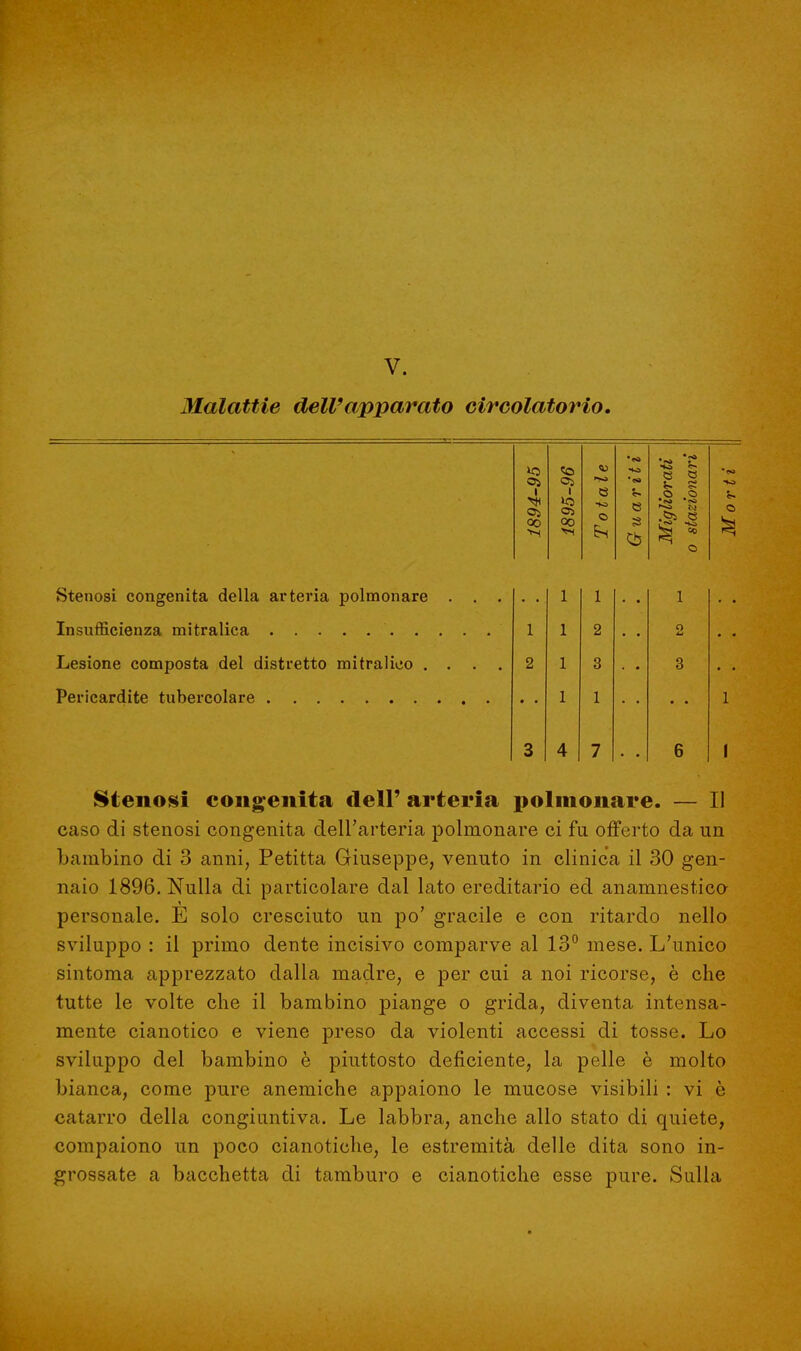 V.
Malattie dell'apparato circolatorio.
1894-95 1895-96 Totale Guariti Migliorati o stazionari Morti
Stenosi congenita della arteria polmonare . . . . . 1 1 . . 1 . .
Insufficienza mitralica . . . . . . . . . . 1 1 2 . . 2 . .
Lesione composta del distretto mitralico . . . . 2 1 3 . . 3 . .
Pericardite tubercolare . . . . . . . . . . . . 1 1 . . . . 1
3 4 7 . . 6 1
Stenosi congenita dell' arteria polmonare. — Il
caso di stenosi congenita dell'arteria polmonare ci fu offerto da un
bambino di 3 anni, Petitta Giuseppe, venuto in clinica il 30 gen-
naio 1896. Nulla di particolare dal lato ereditario ed anamnestico
personale. È solo cresciuto un po' gracile e con ritardo nello
sviluppo : il primo dente incisivo comparve al 13⁰ mese. L'unico
sintoma apprezzato dalla madre, e per cui a noi ricorse, è che
tutte le volte che il bambino piange o grida, diventa intensa-
mente cianotico e viene preso da violenti accessi di tosse. Lo
sviluppo del bambino è piuttosto deficiente, la pelle è molto
bianca, come pure anemiche appaiono le mucose visibili : vi è
catarro della congiuntiva. Le labbra, anche allo stato di quiete,
compaiono un poco cianotiche, le estremità delle dita sono in-
grossate a bacchetta di tamburo e cianotiche esse pure. Sulla